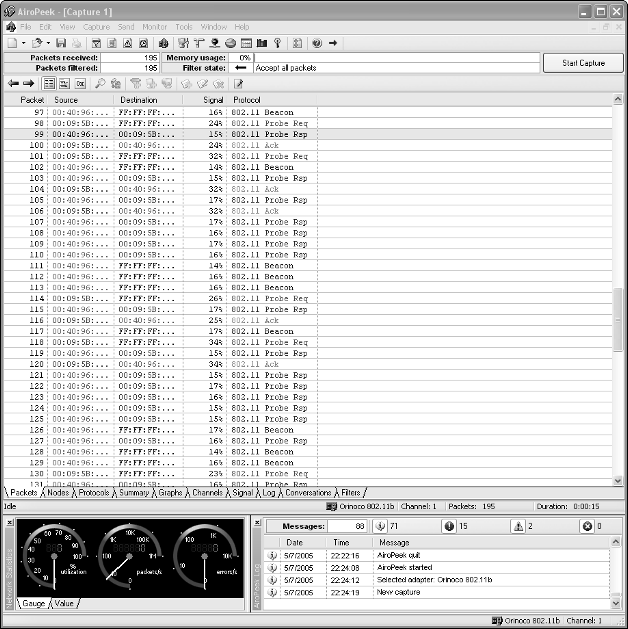 AiroPeek - [Capture 1]
File Edit View Capture Send Monitor Tools Window Help
Packets received: 195 Memory usage: 0%
Packets filtered: 195 Filter state: Accept all packets
Start Capture
Packet Source Destination Signal Protocol
97 00:40:96:... FF:FF:FF:... 16% 802.11 Beacon
98 00:09:5B:... FF:FF:FF:... 24% 802.11 Probe Req
99 00:40:96:... 00:09:5B:... 15% 802.11 Probe Rsp
100 00:09:5B:... 00:40:96:... 24% 802.11 Ack
101 00:09:5B:... FF:FF:FF:... 32% 802.11 Probe Req
102 00:40:96:... FF:FF:FF:... 14% 802.11 Beacon
103 00:40:96:... 00:09:5B:... 15% 802.11 Probe Rsp
104 00:09:5B:... 00:40:96:... 32% 802.11 Ack
105 00:40:96:... 00:09:5B:... 17% 802.11 Probe Rsp
106 00:09:5B:... 00:40:96:... 32% 802.11 Ack
107 00:40:96:... 00:09:5B:... 17% 802.11 Probe Rsp
108 00:40:96:... 00:09:5B:... 16% 802.11 Probe Rsp
109 00:40:96:... 00:09:5B:... 17% 802.11 Probe Rsp
110 00:40:96:... 00:09:5B:... 16% 802.11 Probe Rsp
111 00:40:96:... FF:FF:FF:... 14% 802.11 Beacon
112 00:40:96:... FF:FF:FF:... 16% 802.11 Beacon
113 00:40:96:... FF:FF:FF:... 16% 802.11 Beacon
114 00:09:5B:... FF:FF:FF:... 26% 802.11 Probe Req
115 00:40:96:... 00:09:5B:... 17% 802.11 Probe Rsp
116 00:09:5B:... 00:40:96:... 25% 802.11 Ack
117 00:40:96:... FF:FF:FF:... 17% 802.11 Beacon
118 00:09:5B:... FF:FF:FF:... 34% 802.11 Probe Req
119 00:40:96:... 00:09:5B:... 15% 802.11 Probe Rsp
120 00:09:5B:... 00:40:96:... 34% 802.11 Ack
121 00:40:96:... 00:09:5B:... 15% 802.11 Probe Rsp
122 00:40:96:... 00:09:5B:... 17% 802.11 Probe Rsp
123 00:40:96:... 00:09:5B:... 16% 802.11 Probe Rsp
124 00:40:96:... 00:09:5B:... 15% 802.11 Probe Rsp
125 00:40:96:... 00:09:5B:... 15% 802.11 Probe Rsp
126 00:40:96:... FF:FF:FF:... 17% 802.11 Beacon
127 00:40:96:... 00:09:5B:... 16% 802.11 Probe Rsp
128 00:40:96:... FF:FF:FF:... 14% 802.11 Beacon
129 00:40:96:... FF:FF:FF:... 16% 802.11 Beacon
130 00:09:5B:... FF:FF:FF:... 23% 802.11 Probe Req
131 00:40:96:... 00:09:5B:... 15% 802.11 Probe Rsp
Packets Nodes Protocols Summary Graphs Channels Signal Log Conversations Filters
Idle Orinoco 802.11b Channel: 1 Packets: 195 Duration: 0:00:15
Network Statistics
utilization
packets/s
errors/s
Gauge Value
AiroPeek Log
Messages: 88 71 15 2 0
Date Time Message
5/7/2005 22:22:16 AiroPeek quit
5/7/2005 22:24:08 AiroPeek started
5/7/2005 22:24:12 Selected adapter: Orinoco 802.11b
5/7/2005 22:24:19 New capture
Orinoco 802.11b Channel: 1